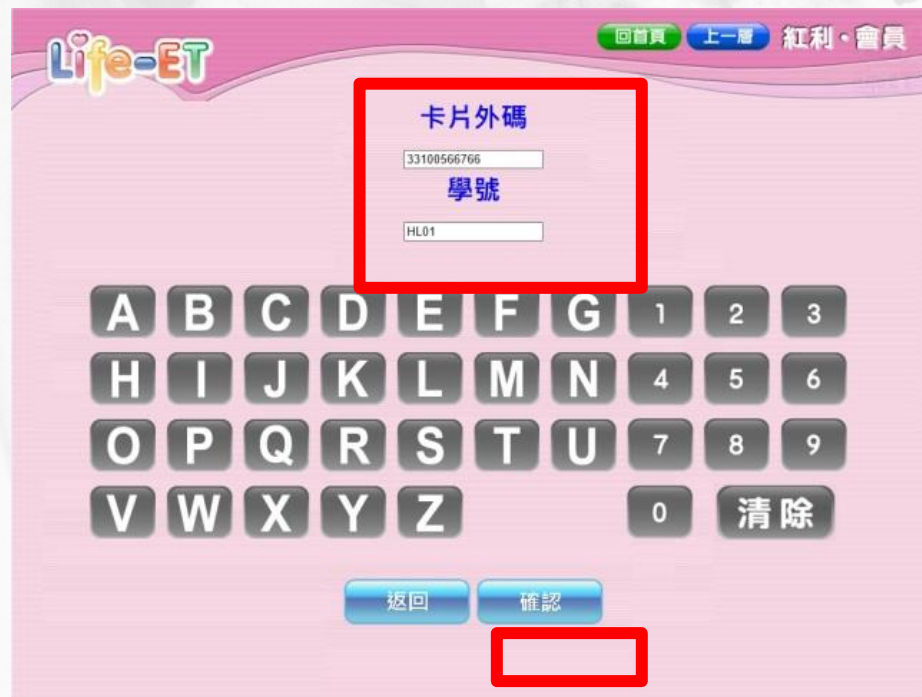 Life-ET 回首頁 上一層 紅利·會員
卡片外碼
33100566766
學號
HL01
A B C D E F G 1 2 3
H I J K L M N 4 5 6
O P Q R S T U 7 8 9
V W X Y Z 0 清除
返回 確認